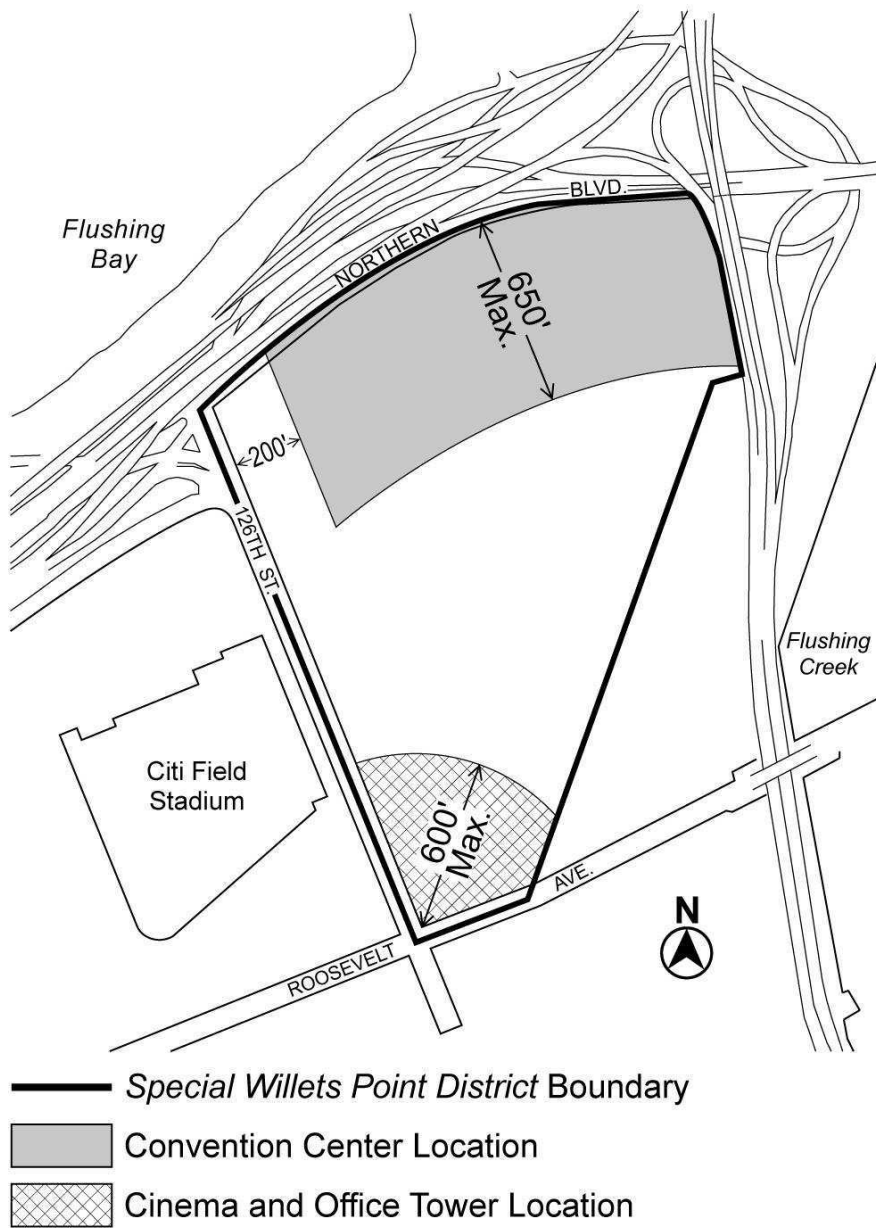 BLVD.
Flushing
Bay
NORTHERN
650'
Max.
200'
126TH ST.
Flushing
Creek
Citi Field
Stadium
600'
Max.
AVE.
N
ROOSEVELT
Special Willets Point District Boundary
Convention Center Location
Cinema and Office Tower Location